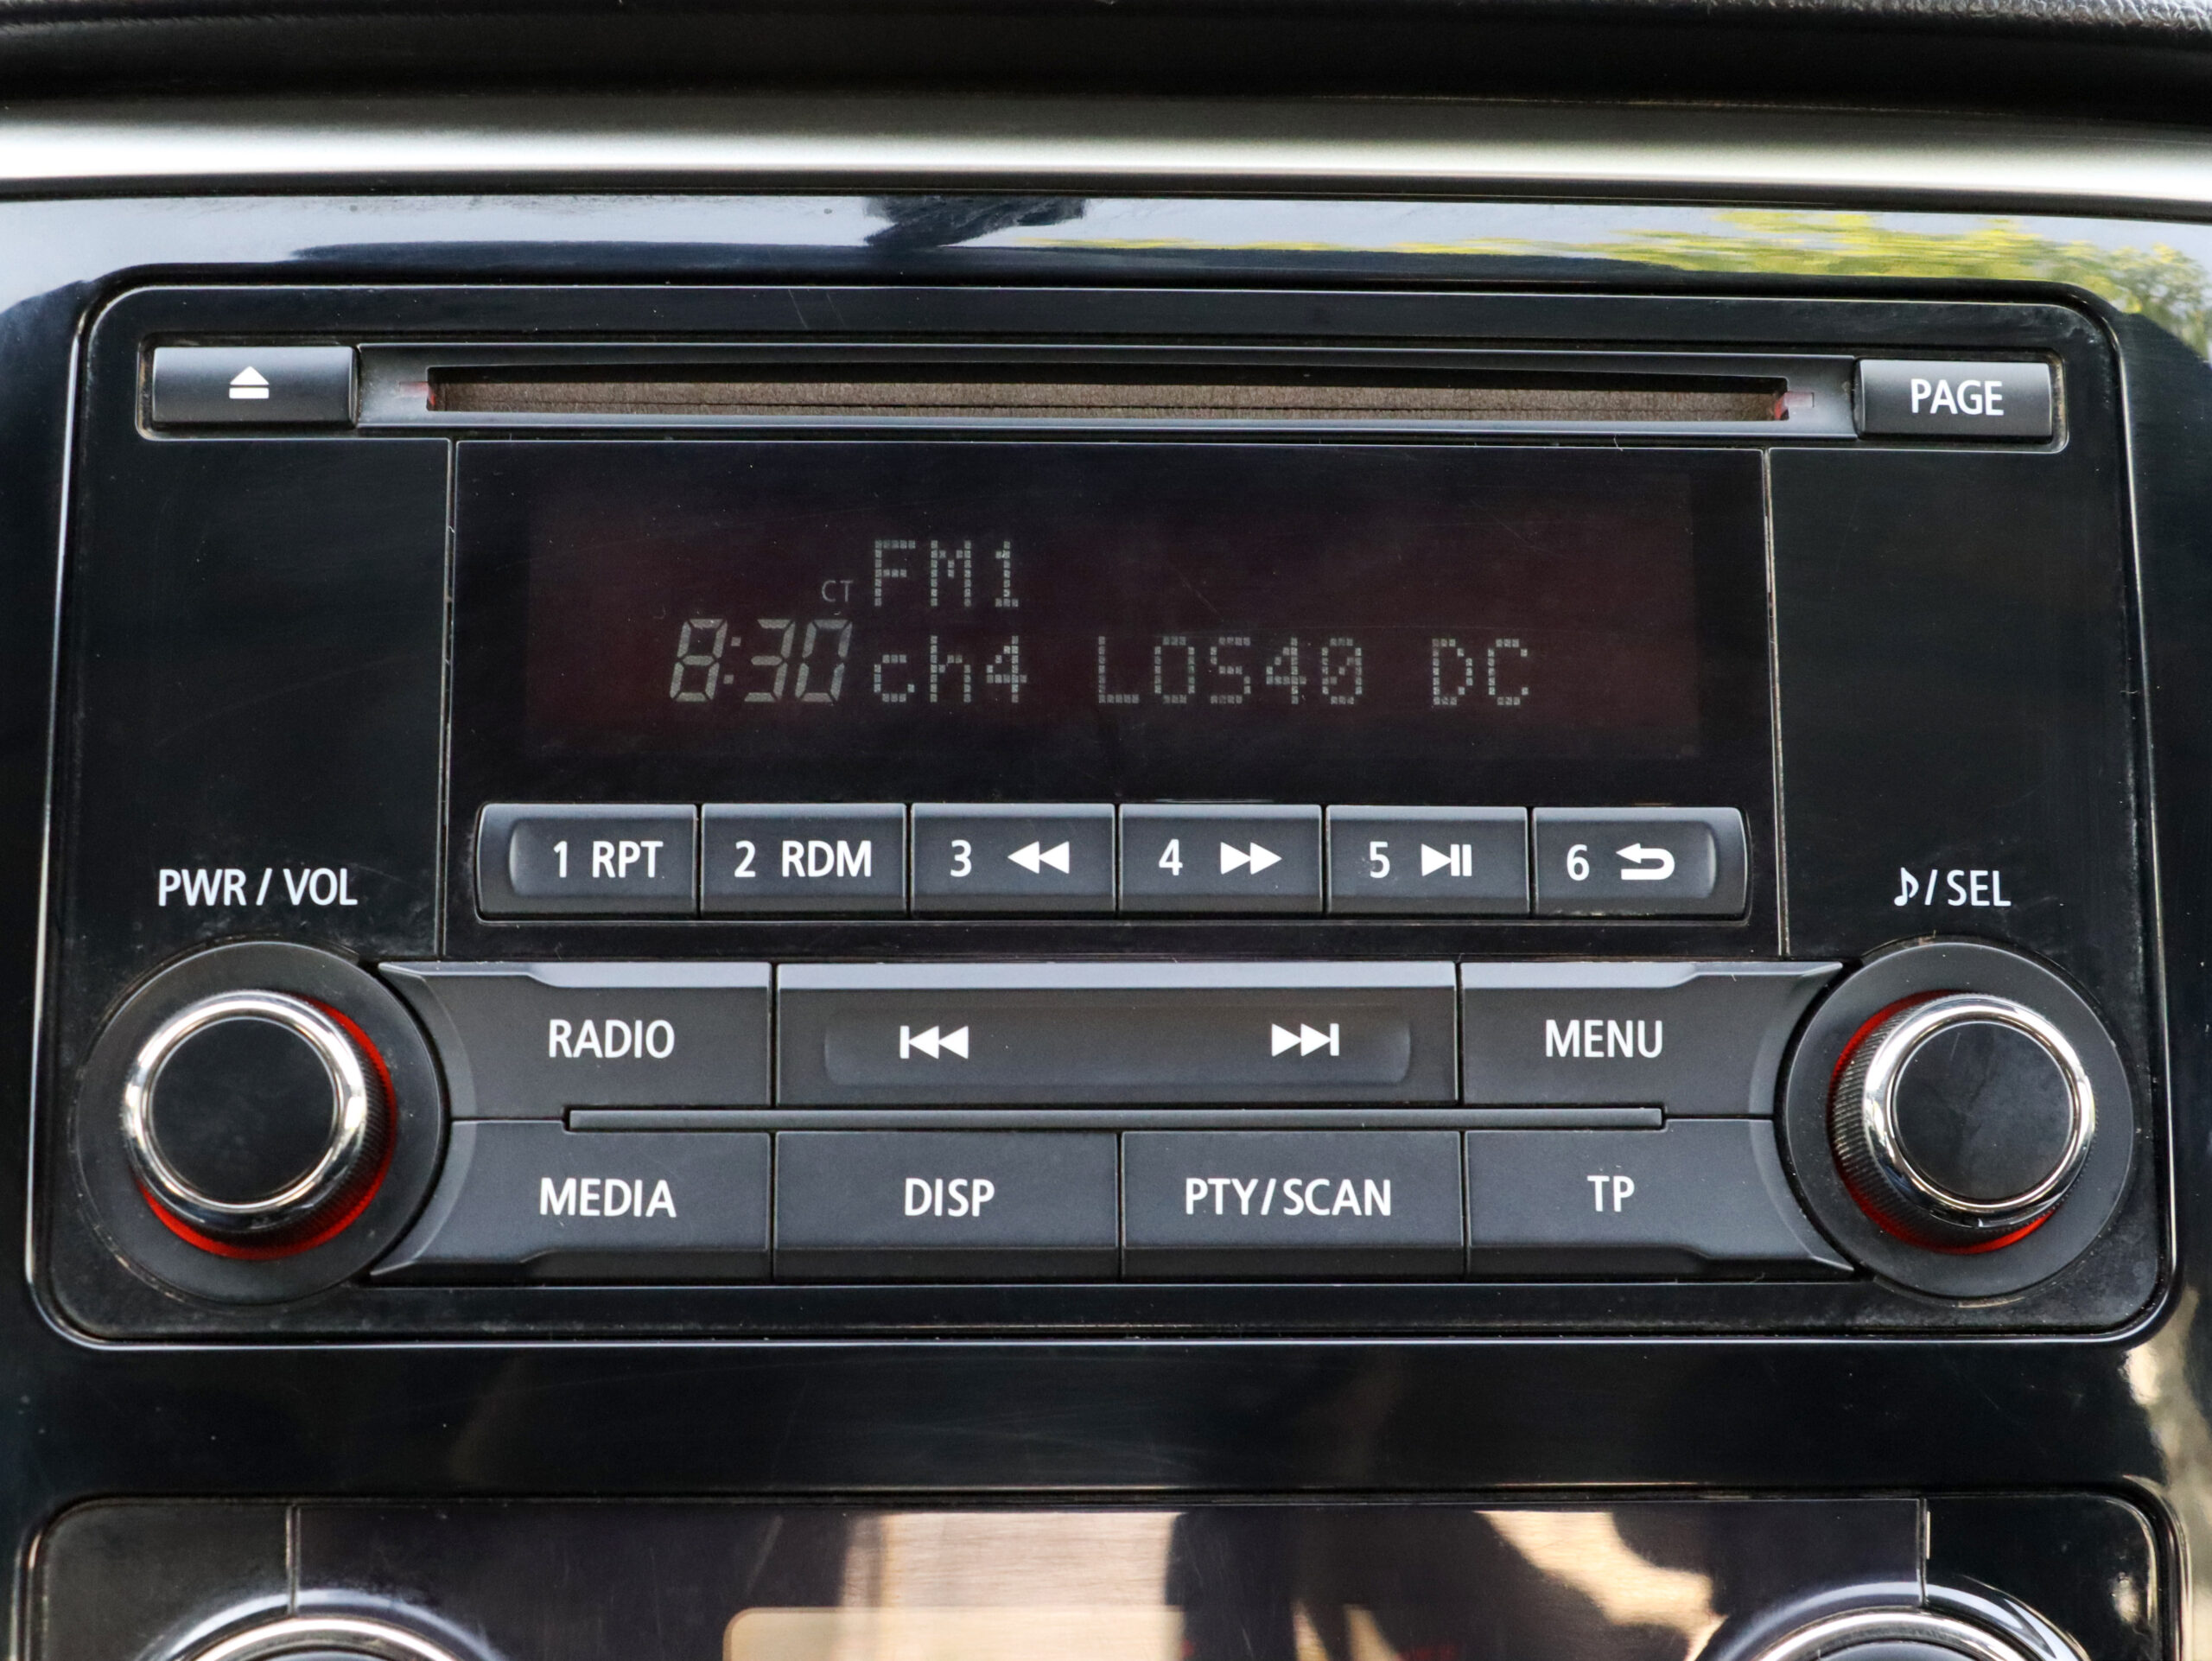 PAGE
FM1
CT
8:30 ch4 LOS40 DC
1 RPT 2 RDM 3 4 5 6
PWR / VOL
/ SEL
RADIO MENU
MEDIA DISP PTY/SCAN TP